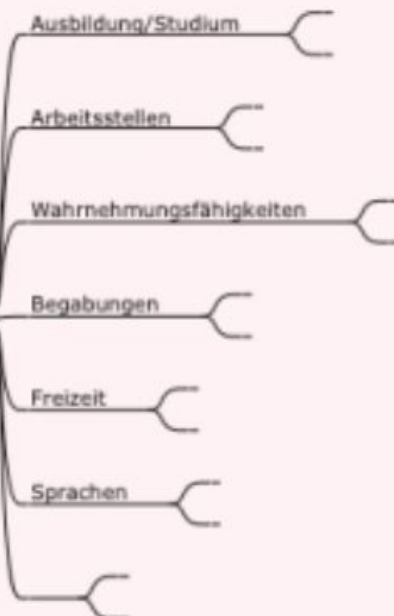 Ausbildung/Studium
Arbeitsstellen
Wahrnehmungsfähigkeiten
Begabungen
Freizeit
Sprachen